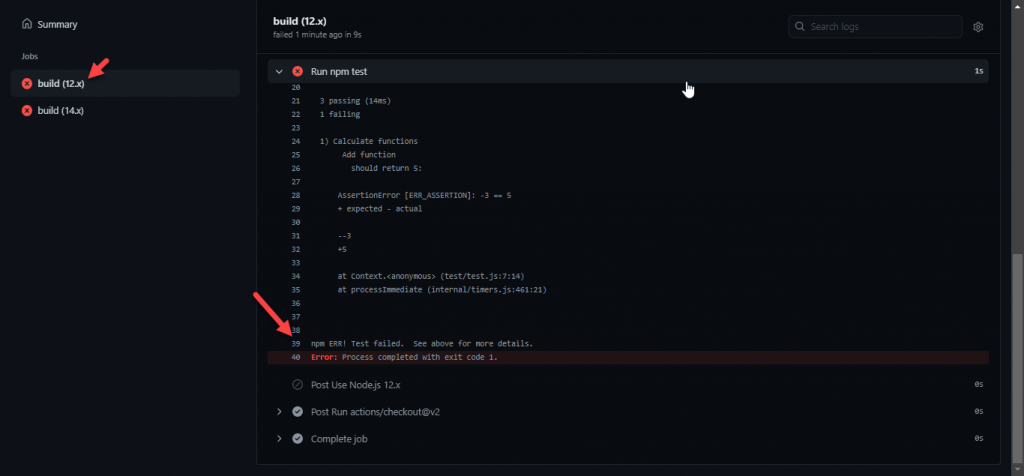 Summary
Jobs
build (12.x)
build (14.x)
build (12.x)
failed 1 minute ago in 9s
Search logs
Run npm test
1s
20
21 3 passing (14ms)
22 1 failing
23
24 1) Calculate functions
25 Add function
26 should return 5:
27
28 AssertionError [ERR_ASSERTION]: -3 == 5
29 + expected - actual
30
31 --3
32 +5
33
34 at Context.<anonymous> (test/test.js:7:14)
35 at processImmediate (internal/timers.js:461:21)
36
37
38
39 npm ERR! Test failed.  See above for more details.
40 Error: Process completed with exit code 1.
Post Use Node.js 12.x
0s
Post Run actions/checkout@v2
0s
Complete job
0s